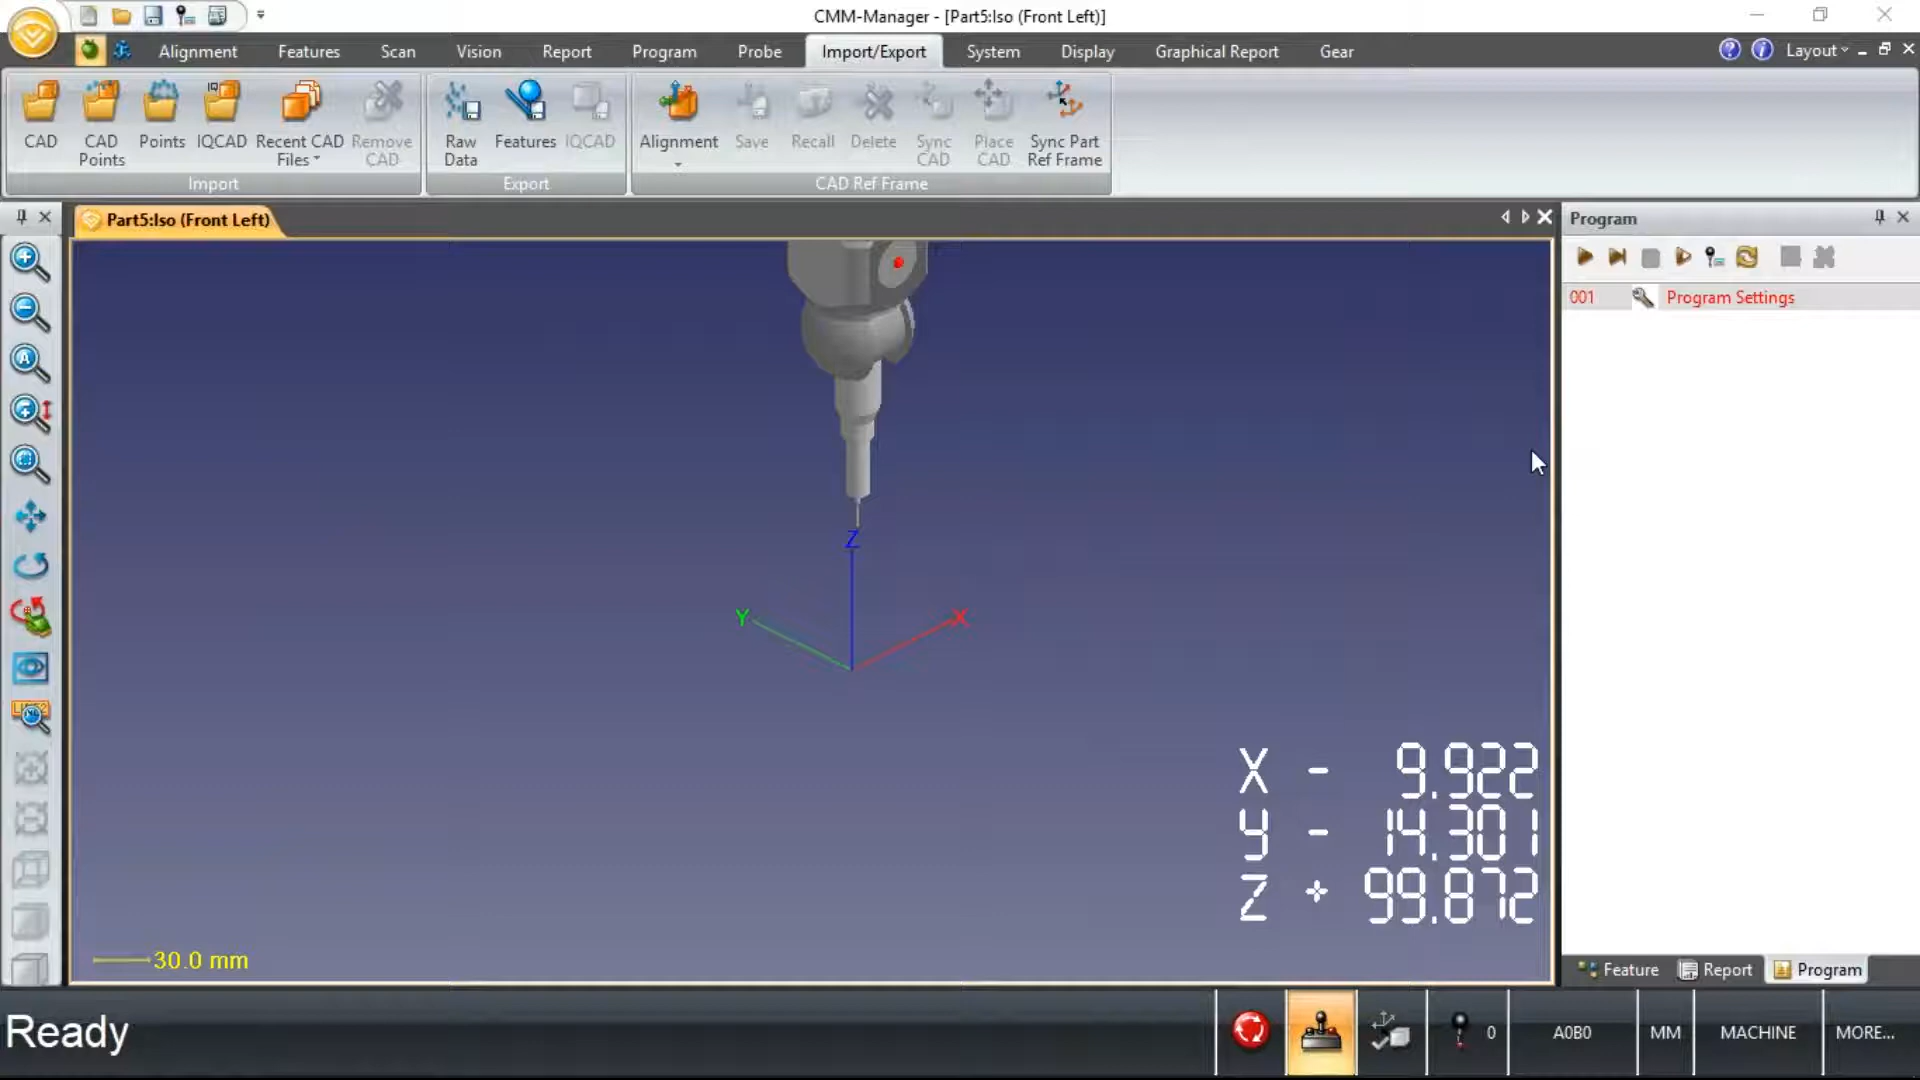 CMM-Manager - [Part5:Iso (Front Left)]
Alignment Features Scan Vision Report Program Probe Import/Export System Display Graphical Report Gear Layout
CAD CAD Points Points IQCAD Recent CAD Files Remove CAD Raw Data Features IQCAD Alignment Save Recall Delete Sync CAD Place CAD Sync Part Ref Frame
Import Export CAD Ref Frame
Part5:Iso (Front Left)
Program
001 Program Settings
Z
Y X
X - 9.922
Y - 14.301
Z + 99.872
30.0 mm
Feature Report Program
Ready 0 A0B0 MM MACHINE MORE...